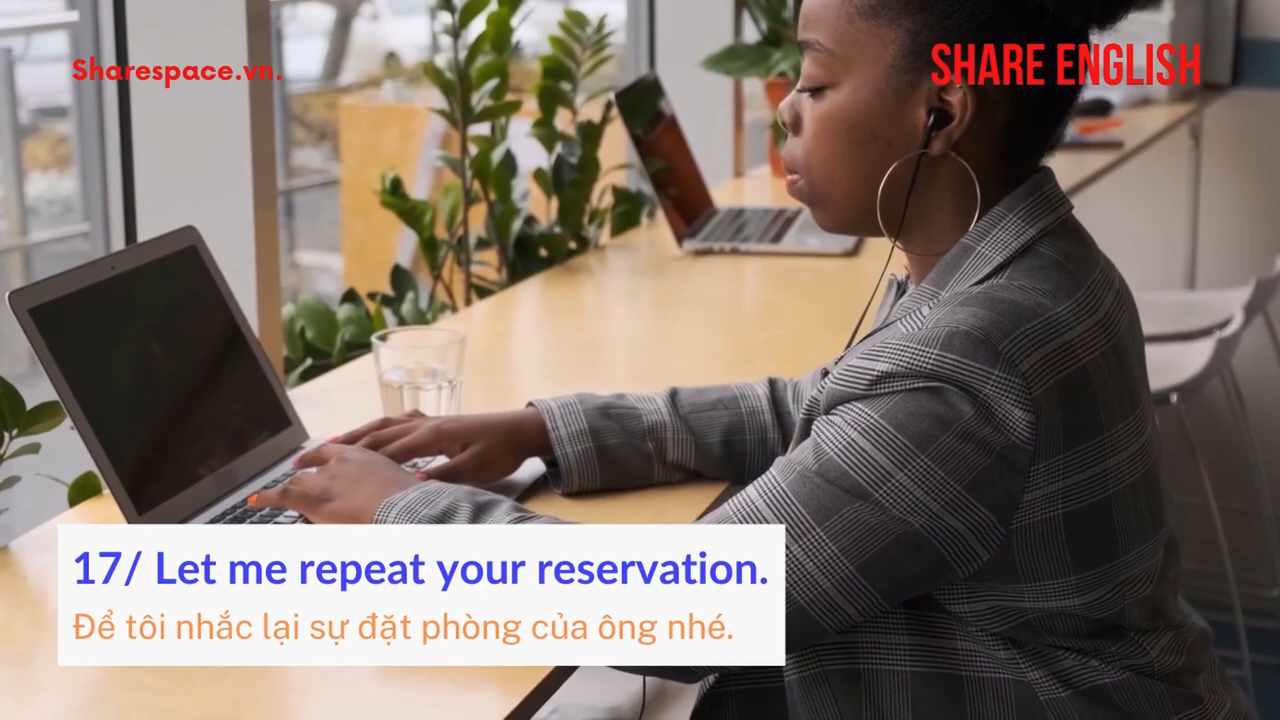 Sharespace.vn.
SHARE ENGLISH
17/ Let me repeat your reservation.
Để tôi nhắc lại sự đặt phòng của ông nhé.